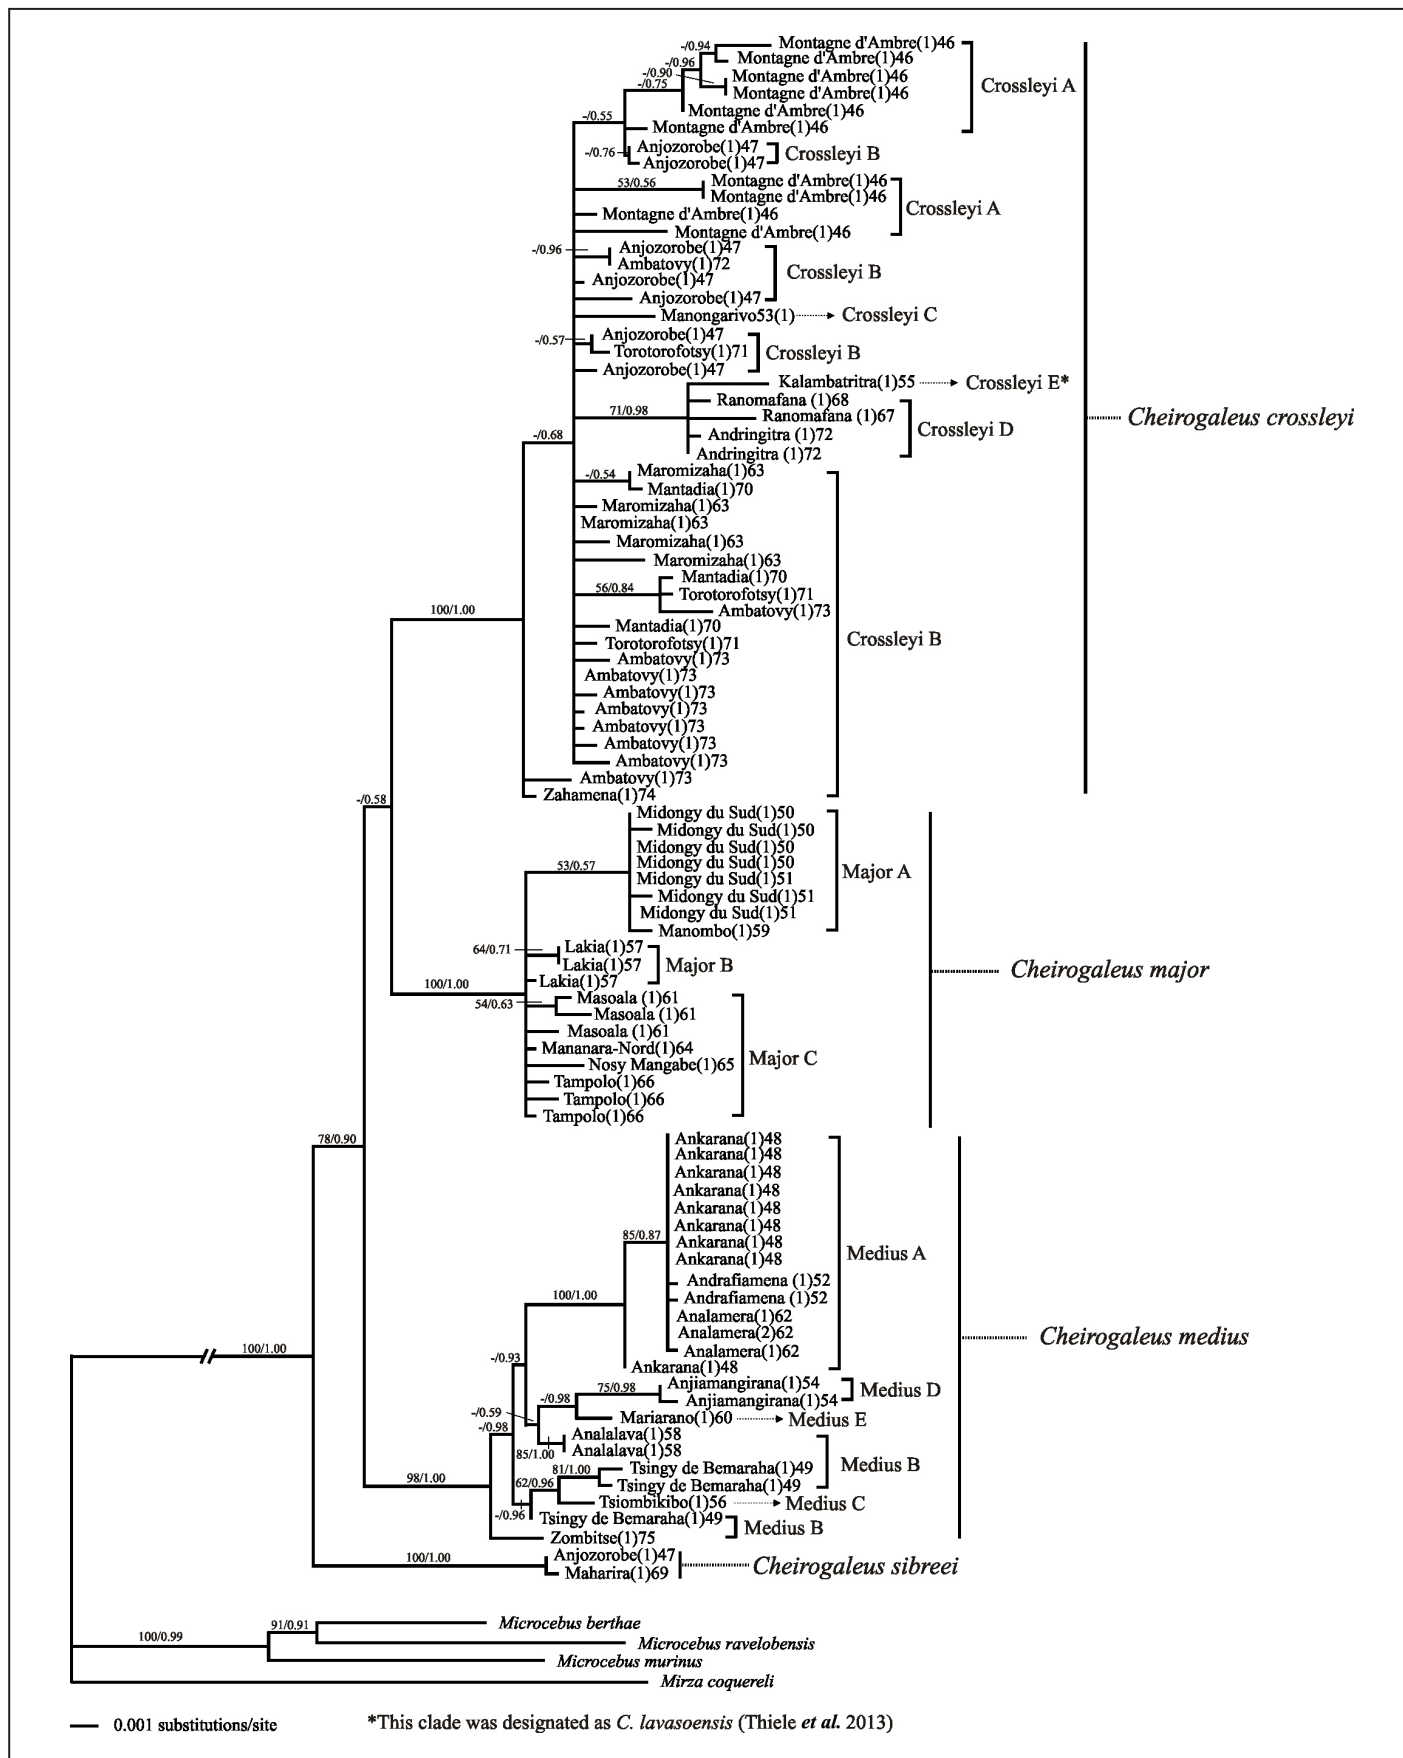 -/0.94
Montagne d'Ambre(1)46
Montagne d'Ambre(1)46
-/0.96
-/0.90
Montagne d'Ambre(1)46
-/0.75
Montagne d'Ambre(1)46
Crossleyi A
Montagne d'Ambre(1)46
-/0.55
Montagne d'Ambre(1)46
-/0.76
Anjozorobe(1)47
Anjozorobe(1)47
Crossleyi B
53/0.56
Montagne d'Ambre(1)46
Montagne d'Ambre(1)46
Montagne d'Ambre(1)46
Montagne d'Ambre(1)46
Crossleyi A
-/0.96
Anjozorobe(1)47
Ambatovy(1)72
Anjozorobe(1)47
Anjozorobe(1)47
Crossleyi B
Manongarivo53(1)
Crossleyi C
-/0.57
Anjozorobe(1)47
Torotorofotsy(1)71
Anjozorobe(1)47
Crossleyi B
Kalambatritra(1)55
Crossleyi E*
71/0.98
Ranomafana (1)68
Ranomafana (1)67
Andringitra (1)72
Andringitra (1)72
Crossleyi D
Cheirogaleus crossleyi
-/0.68
-/0.54
Maromizaha(1)63
Mantadia(1)70
Maromizaha(1)63
Maromizaha(1)63
Maromizaha(1)63
Maromizaha(1)63
56/0.84
Mantadia(1)70
Torotorofotsy(1)71
Ambatovy(1)73
Mantadia(1)70
Torotorofotsy(1)71
Ambatovy(1)73
Ambatovy(1)73
Ambatovy(1)73
Ambatovy(1)73
Ambatovy(1)73
Ambatovy(1)73
Ambatovy(1)73
Ambatovy(1)73
Zahamena(1)74
Crossleyi B
100/1.00
-/0.58
Midongy du Sud(1)50
Midongy du Sud(1)50
Midongy du Sud(1)50
Midongy du Sud(1)50
Midongy du Sud(1)51
Midongy du Sud(1)51
Midongy du Sud(1)51
Manombo(1)59
53/0.57
Major A
64/0.71
Lakia(1)57
Lakia(1)57
Lakia(1)57
Major B
100/1.00
54/0.63
Masoala (1)61
Masoala (1)61
Masoala (1)61
Mananara-Nord(1)64
Nosy Mangabe(1)65
Tampolo(1)66
Tampolo(1)66
Tampolo(1)66
Major C
Cheirogaleus major
78/0.90
Ankarana(1)48
Ankarana(1)48
Ankarana(1)48
Ankarana(1)48
Ankarana(1)48
Ankarana(1)48
Ankarana(1)48
Ankarana(1)48
85/0.87
Andrafiamena (1)52
Andrafiamena (1)52
Analamera(1)62
Analamera(2)62
Analamera(1)62
Ankarana(1)48
Medius A
100/1.00
-/0.93
75/0.98
Anjiamangirana(1)54
Anjiamangirana(1)54
Medius D
-/0.98
Mariarano(1)60
Medius E
-/0.59
-/0.98
Analalava(1)58
Analalava(1)58
85/1.00
81/1.00
Tsingy de Bemaraha(1)49
Tsingy de Bemaraha(1)49
Medius B
62/0.96
Tsiombikibo(1)56
Medius C
-/0.96
Tsingy de Bemaraha(1)49
Medius B
Zombitse(1)75
98/1.00
Cheirogaleus medius
100/1.00
100/1.00
Anjozorobe(1)47
Maharira(1)69
Cheirogaleus sibreei
100/0.99
91/0.91
Microcebus berthae
Microcebus ravelobensis
Microcebus murinus
Mirza coquereli
0.001 substitutions/site
*This clade was designated as C. lavasoensis (Thiele et al. 2013)